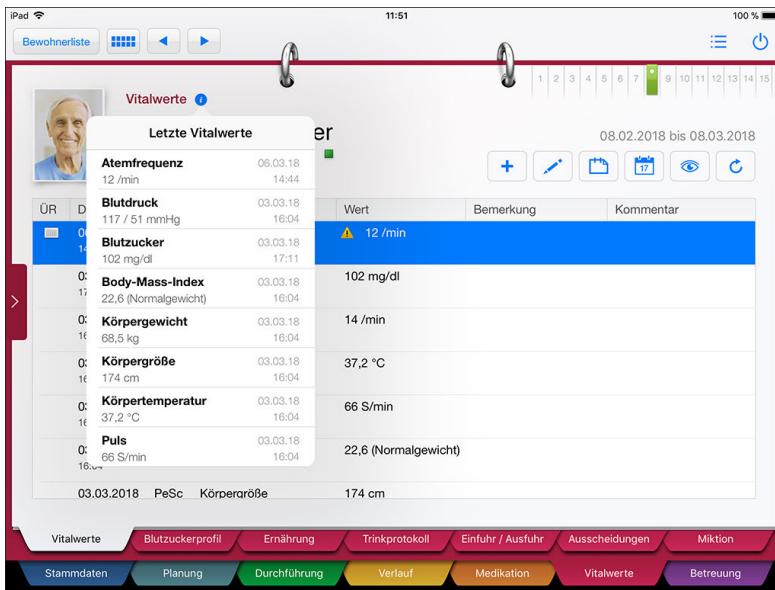 iPad 11:51 100 %
Bewohnerliste
1 2 3 4 5 6 7 9 10 11 12 13 14 15
Vitalwerte i
er
08.02.2018 bis 08.03.2018
17
Letzte Vitalwerte
Atemfrequenz 06.03.18
12 /min 14:44
Blutdruck 03.03.18
117 / 51 mmHg 16:04
Blutzucker 03.03.18
102 mg/dl 17:11
Body-Mass-Index 03.03.18
22,6 (Normalgewicht) 16:04
Körpergewicht 03.03.18
68,5 kg 16:04
Körpergröße 03.03.18
174 cm 16:04
Körpertemperatur 03.03.18
37,2 °C 16:04
Puls 03.03.18
66 S/min 16:04
ÜR D Wert Bemerkung Kommentar
12 /min
102 mg/dl
14 /min
37,2 °C
66 S/min
22,6 (Normalgewicht)
16:04
03.03.2018 PeSc Körpergröße 174 cm
Vitalwerte Blutzuckerprofil Ernährung Trinkprotokoll Einfuhr / Ausfuhr Ausscheidungen Miktion
Stammdaten Planung Durchführung Verlauf Medikation Vitalwerte Betreuung